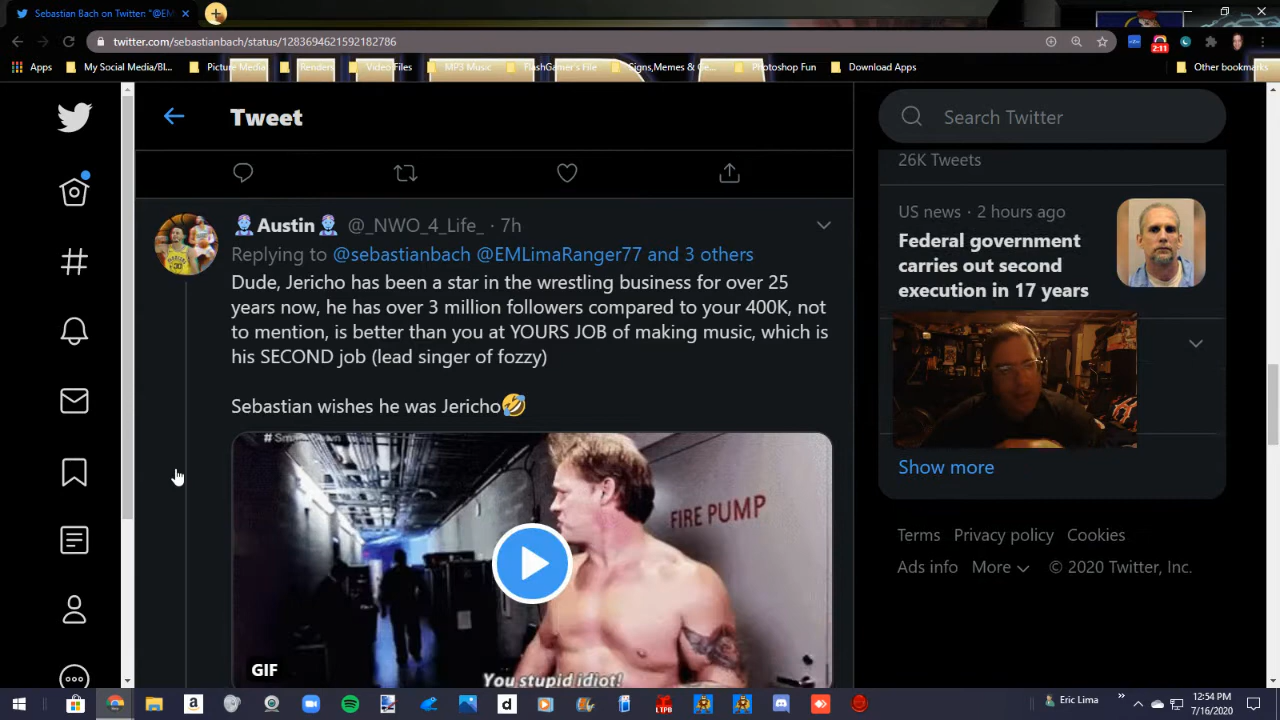 Sebastian Bach on Twitter: "@EM
twitter.com/sebastianbach/status/1283694621592182786
2:11
Apps
My Social Media/Bl...
Picture Media
Renders
Video Files
MP3 Music
FlashGamer's File
Signs,Memes & Ge...
Photoshop Fun
Download Apps
Other bookmarks
Tweet
Austin @_NWO_4_Life_ · 7h
Replying to @sebastianbach @EMLimaRanger77 and 3 others
Dude, Jericho has been a star in the wrestling business for over 25
years now, he has over 3 million followers compared to your 400K, not
to mention, is better than you at YOURS JOB of making music, which is
his SECOND job (lead singer of fozzy)
Sebastian wishes he was Jericho🤣
FIRE PUMP
You stupid idiot!
GIF
Search Twitter
26K Tweets
US news · 2 hours ago
Federal government
carries out second
execution in 17 years
Show more
Terms Privacy policy Cookies
Ads info More © 2020 Twitter, Inc.
Eric Lima
12:54 PM
7/16/2020